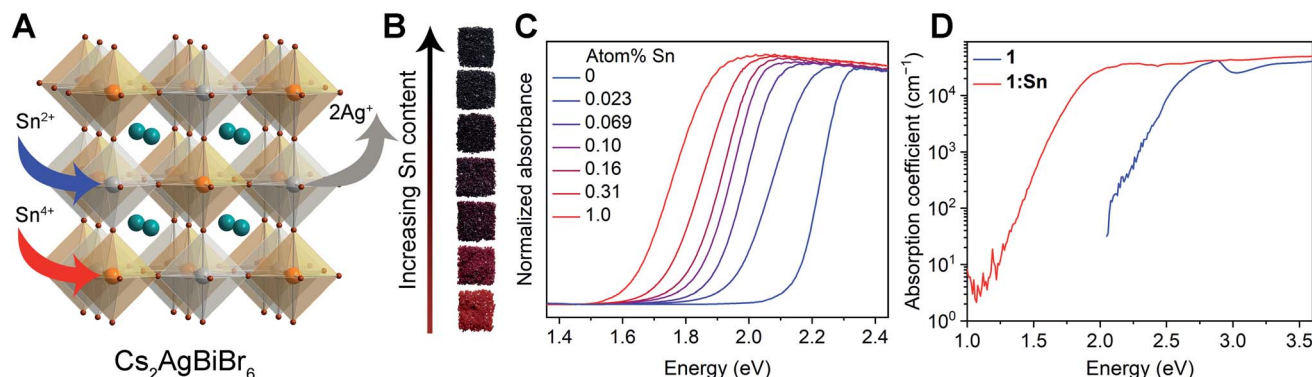 A
Sn²⁺
Sn⁴⁺
2Ag⁺
Cs₂AgBiBr₆
B
Increasing Sn content
C
Normalized absorbance
Atom% Sn
0
0.023
0.069
0.10
0.16
0.31
1.0
1.4 1.6 1.8 2.0 2.2 2.4
Energy (eV)
D
Absorption coefficient (cm⁻¹)
1
1:Sn
10⁴
10³
10²
10¹
10⁰
1.0 1.5 2.0 2.5 3.0 3.5
Energy (eV)